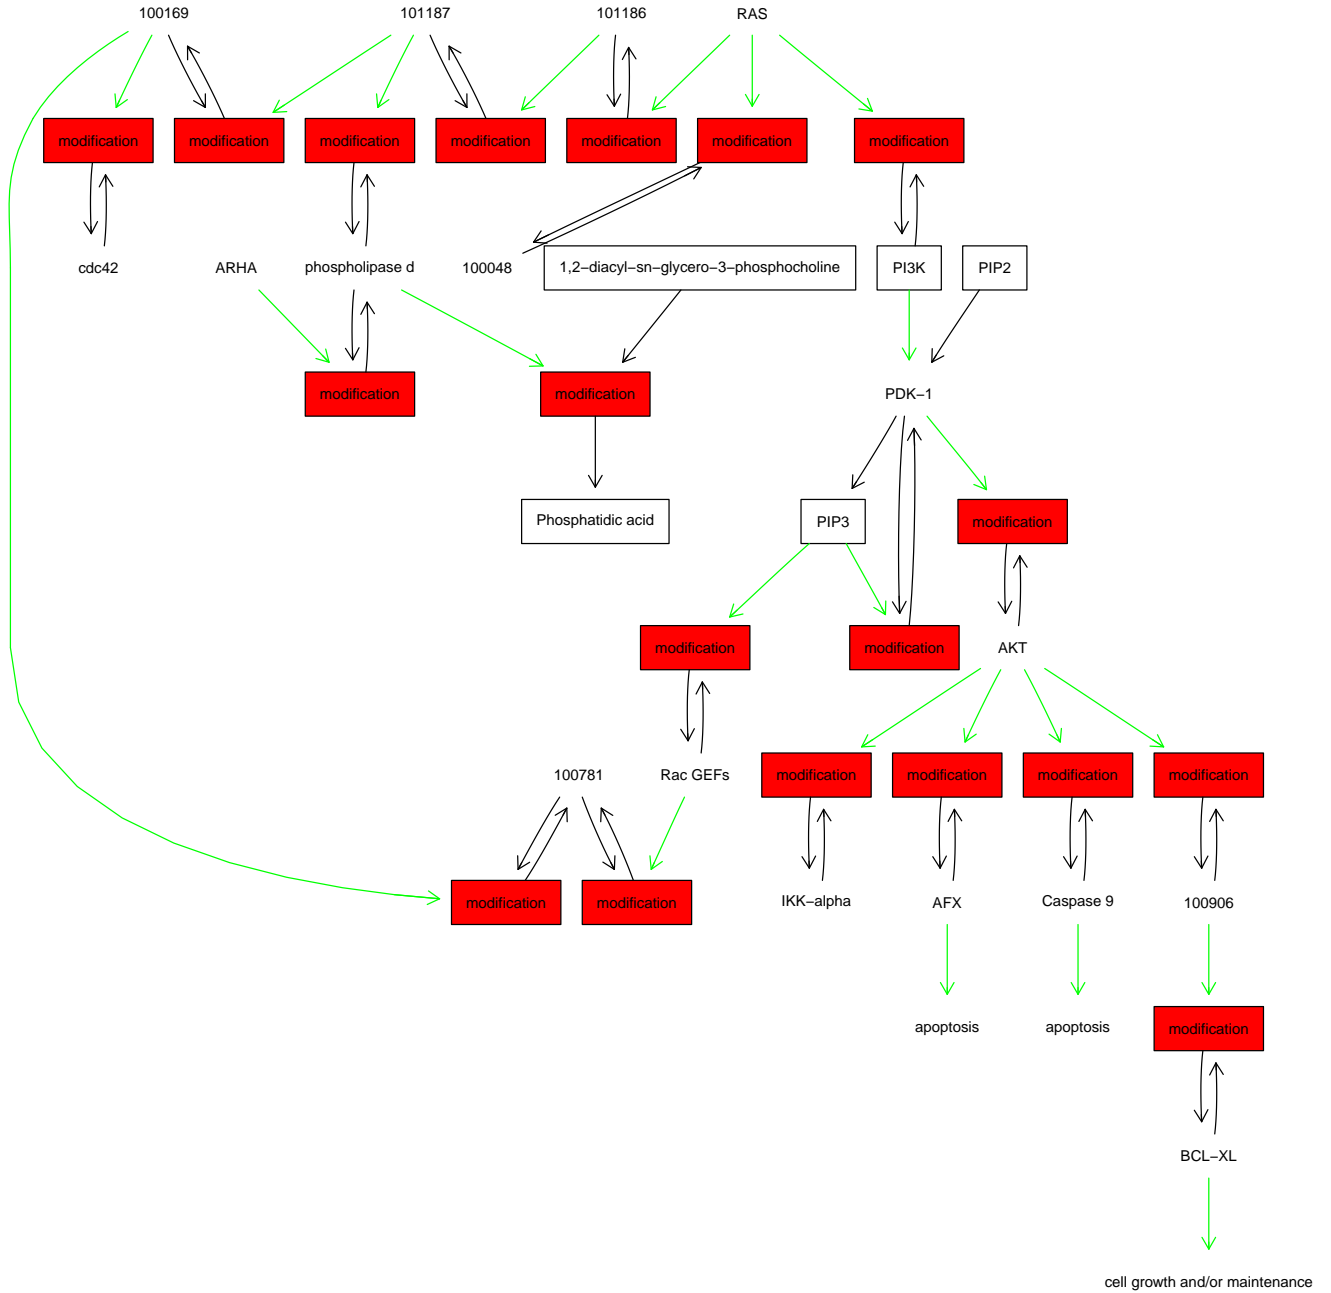 100169
101187
101186
RAS
modification
modification
modification
modification
modification
modification
modification
cdc42
ARHA
phospholipase d
100048
1,2−diacyl−sn−glycero−3−phosphocholine
PI3K
PIP2
modification
modification
PDK−1
Phosphatidic acid
PIP3
modification
modification
modification
AKT
100781
Rac GEFs
modification
modification
modification
modification
modification
modification
IKK−alpha
AFX
Caspase 9
100906
apoptosis
apoptosis
modification
BCL−XL
cell growth and/or maintenance